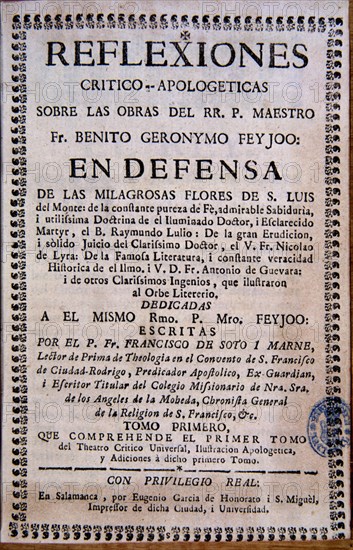 REFLEXIONES
CRITICO--APOLOGETICAS
SOBRE LAS OBRAS DEL RR. P. MAESTRO
Fr. BENITO GERONYMO FEYJOO:
EN DEFENSA
DE LAS MILAGROSAS FLORES DE S. LUIS
del Monte: de la constante pureza de Fè, admirable Sabiduria,
i utilissima Doctrina de el Iluminado Doctor, i Esclarecido
Martyr, el B. Raymundo Lulio: De la gran Erudicion,
i sòlido Juicio del Clarissimo Doctor, el V. Fr. Nicolao
de Lyra: De la Famosa Literatura, i constante veracidad
Historica de el Ilmo. i V. D. Fr. Antonio de Guevara:
i de otros Clarissimos Ingenios, que ilustraron
al Orbe Litererio.
DEDICADAS
A EL MISMO Rmo. P. Mro. FEYJOO:
ESCRITAS
POR EL P. Fr. FRANCISCO DE SOTO I MARNE,
Lector de Prima de Theologia en el Convento de S. Francisco
de Ciudad-Rodrigo, Predicador Apostolico, Ex-Guardian,
i Escritor Titular del Colegio Missionario de Nra. Sra.
de los Angeles de la Moheda, Chronista General
de la Religion de S. Francisco, &c.
TOMO PRIMERO,
QUE COMPREHENDE EL PRIMER TOMO
del Theatro Critico Universal, Ilustracion Apologetica,
y Adiciones à dicho primero Tomo.
CON PRIVILEGIO REAL:
En Salamanca, por Eugenio Garcia de Honorato i S. Miguèl,
Impressor de dicha Ciudad, i Universidad.